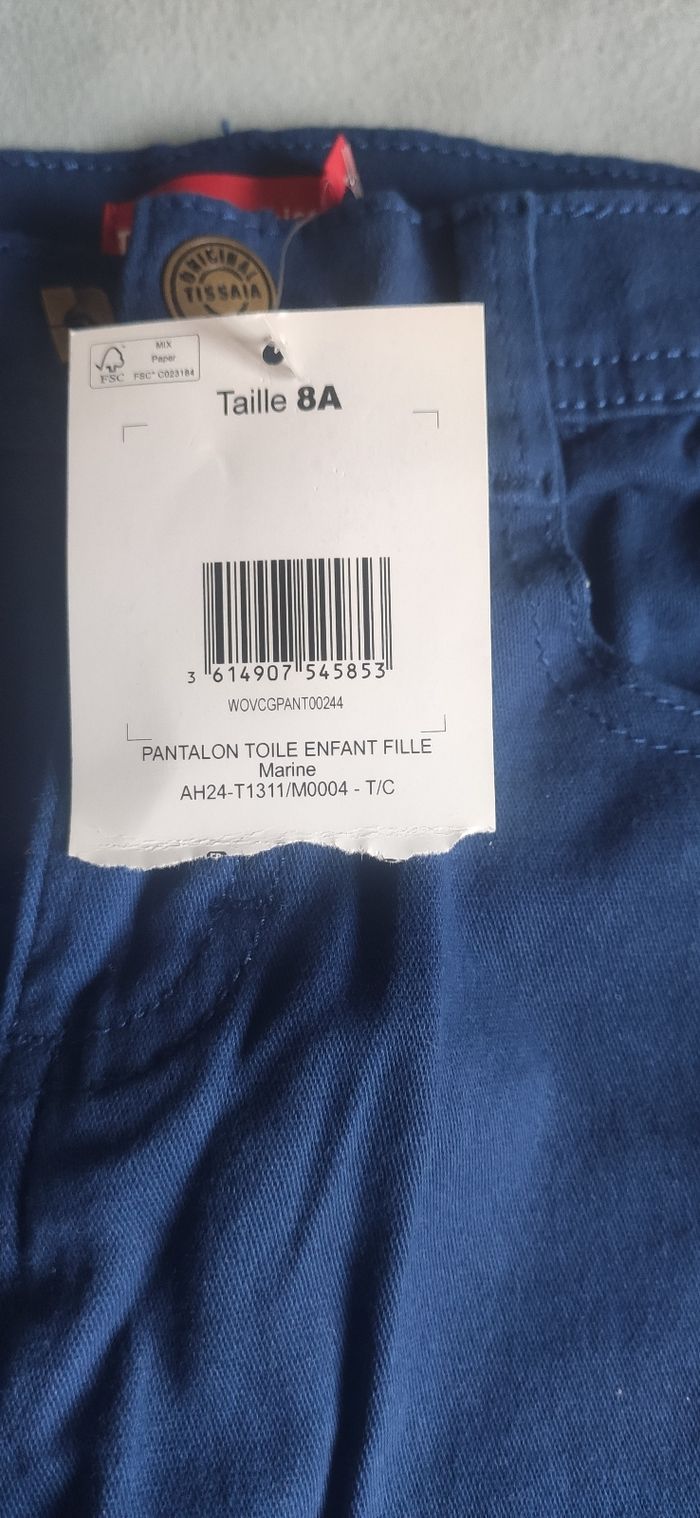 ORIGINAL
TISSAIA
MIX
Paper
FSC
FSC® C023184
Taille 8A
3 614907 545853
WOVCGPANT00244
PANTALON TOILE ENFANT FILLE
Marine
AH24-T1311/M0004 - T/C